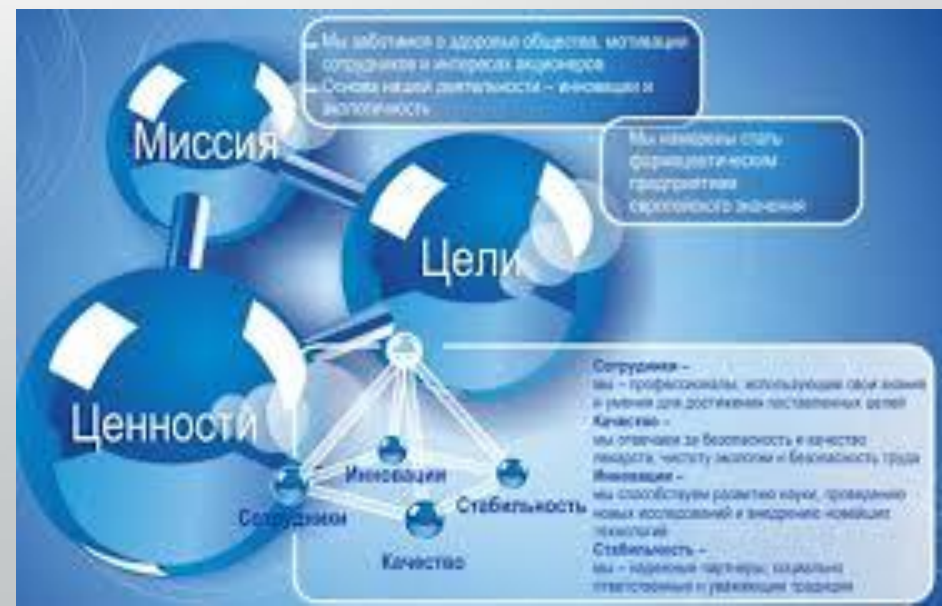 Мы заботимся о здоровье общества, мотивации
сотрудников и интересах акционеров
Основа нашей деятельности – инновации и
экологичность
Миссия
Мы намерены стать
фармацевтическим
предприятием
европейского значения
Цели
Ценности
Инновации
Стабильность
Сотрудники
Качество
Сотрудники –
мы – профессионалы, использующие свои знания
и умения для достижения поставленных целей
Качество –
мы отвечаем за безопасность и качество
лекарств, чистоту экологии и безопасность труда
Инновации –
мы способствуем развитию науки, проведению
новых исследований и внедрению новейших
технологий
Стабильность –
мы – надежные партнеры, социально
ответственные и уважающие традиции